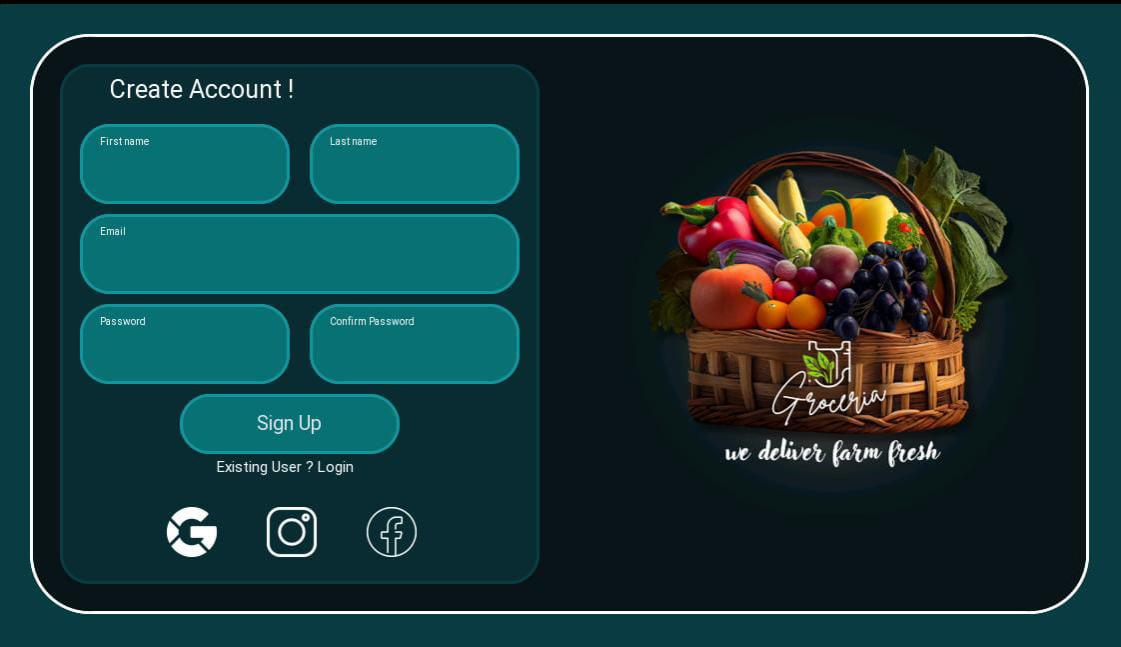 Create Account !
First name
Last name
Email
Password
Confirm Password
Sign Up
Existing User ? Login
Groceria
we deliver farm fresh